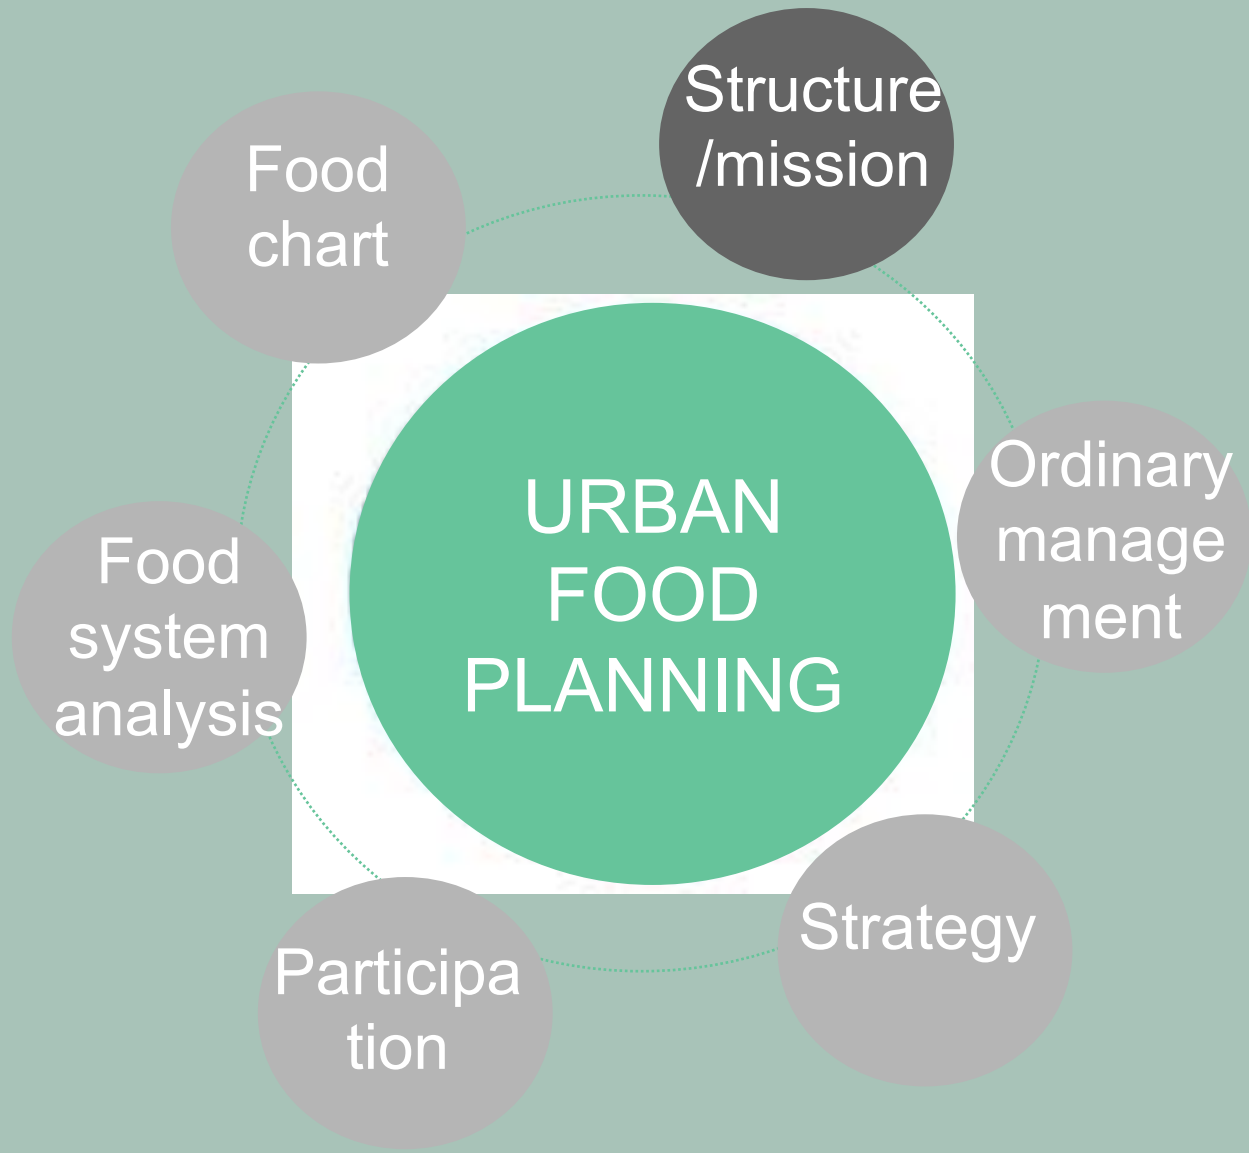 Structure
/mission
Food
chart
Ordinary
manage
ment
URBAN
FOOD
PLANNING
Food
system
analysis
Strategy
Participa
tion